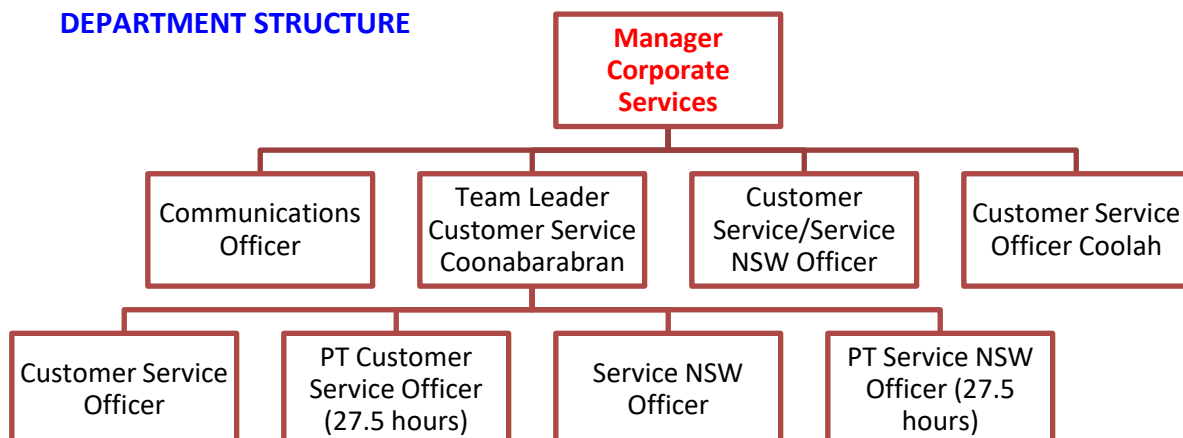 DEPARTMENT STRUCTURE
Manager
Corporate
Services
Communications
Officer
Team Leader
Customer Service
Coonabarabran
Customer
Service/Service
NSW Officer
Customer Service
Officer Coolah
Customer Service
Officer
PT Customer
Service Officer
(27.5 hours)
Service NSW
Officer
PT Service NSW
Officer (27.5
hours)